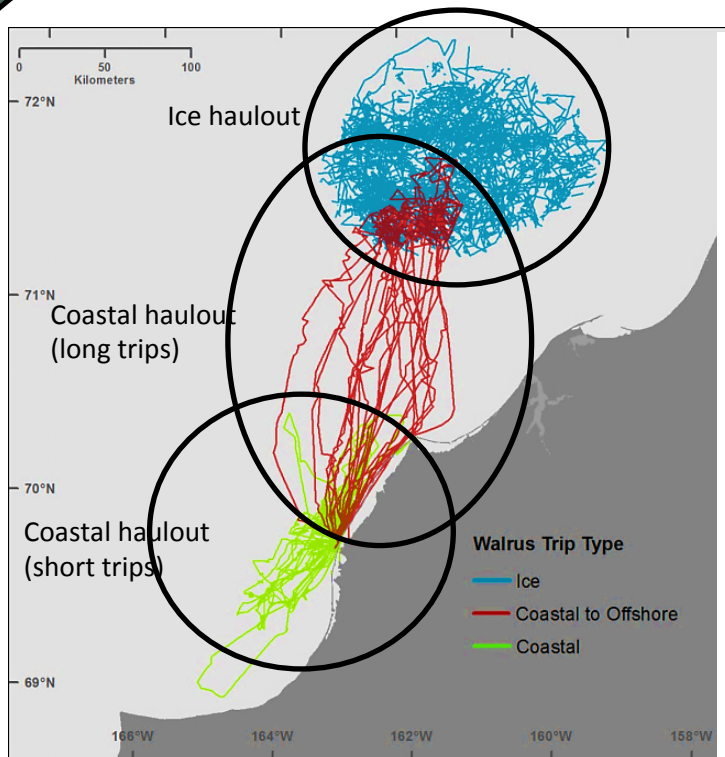 0 50 100
Kilometers
72°N
Ice haulout
71°N
Coastal haulout
(long trips)
70°N
Coastal haulout
(short trips)
Walrus Trip Type
Ice
Coastal to Offshore
Coastal
69°N
166°W 164°W 162°W 160°W 158°W